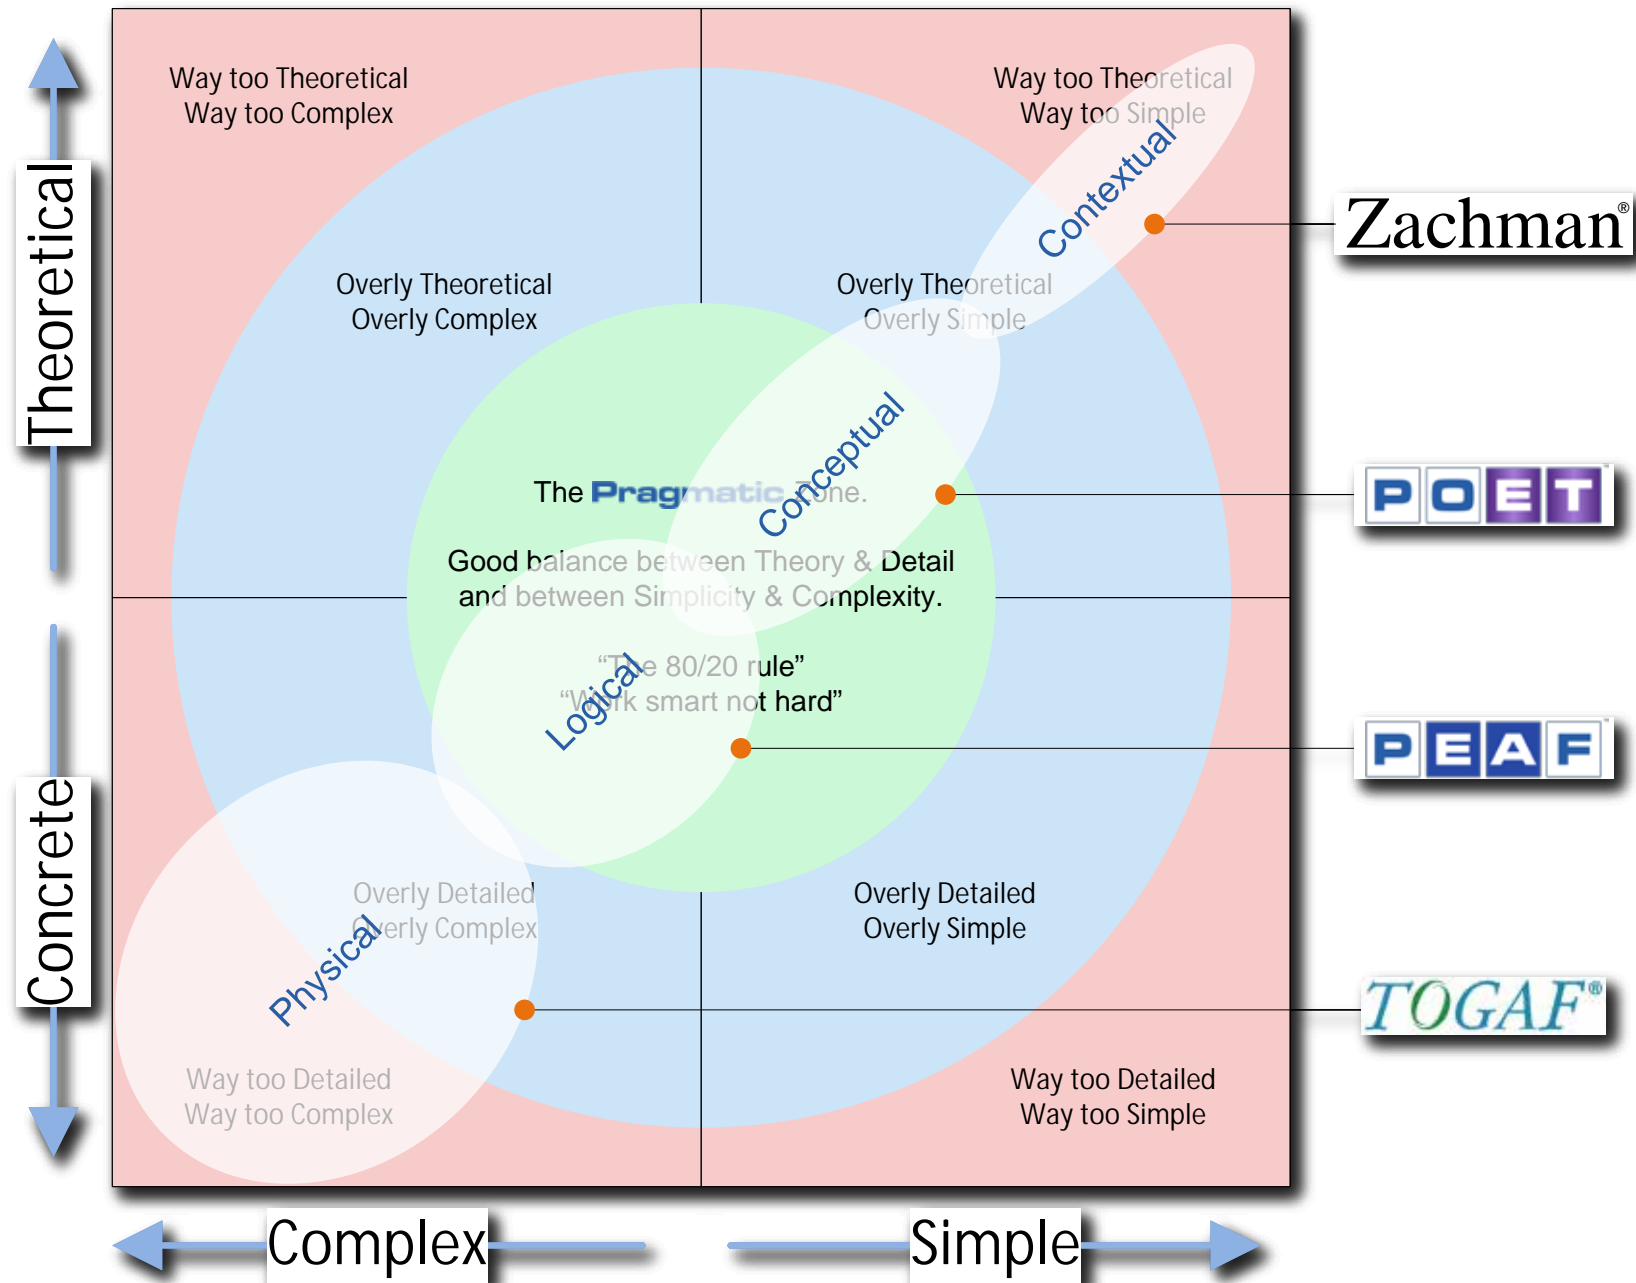 Way too Theoretical
Way too Complex
Way too Theoretical
Way too Simple
Contextual
Zachman®
Theoretical
Overly Theoretical
Overly Complex
Overly Theoretical
Overly Simple
Conceptual
The Pragmatic Zone.
POET™
Good balance between Theory & Detail
and between Simplicity & Complexity.
“The 80/20 rule”
“Work smart not hard”
Logical
PEAF™
Concrete
Overly Detailed
Overly Complex
Overly Detailed
Overly Simple
Physical
TOGAF®
Way too Detailed
Way too Complex
Way too Detailed
Way too Simple
Complex
Simple